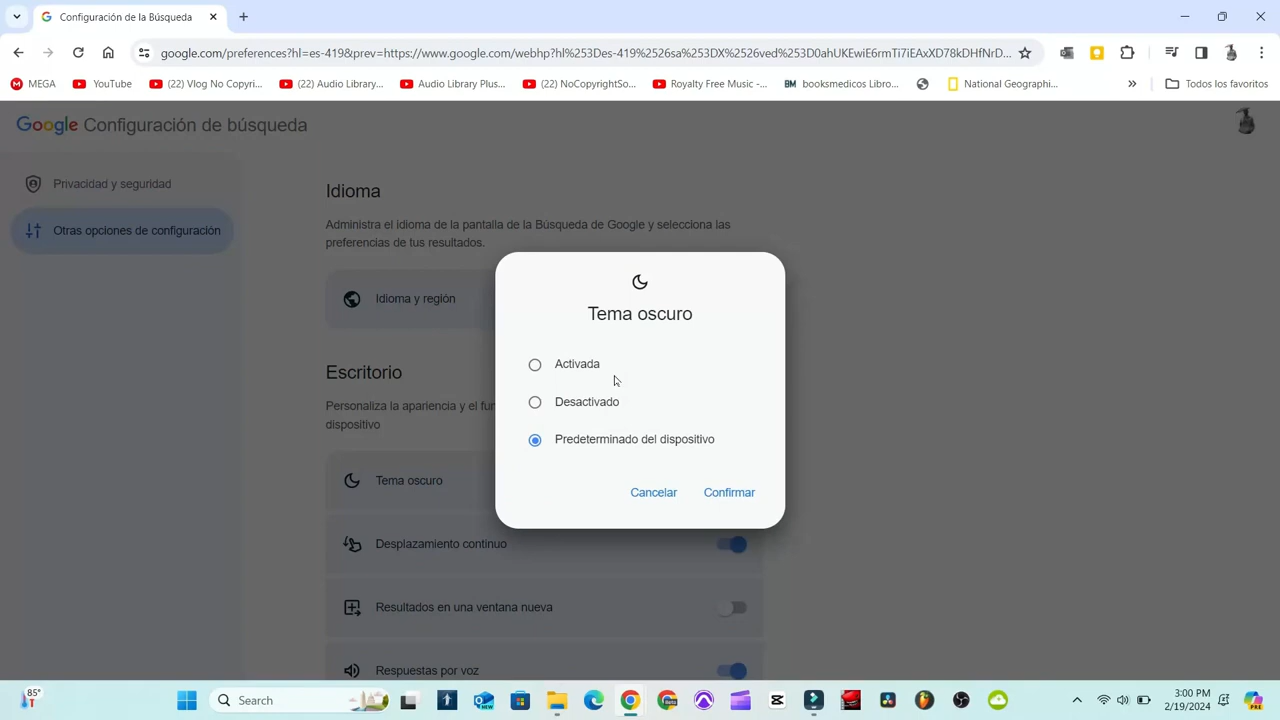 Configuración de la Búsqueda
google.com/preferences?hl=es-419&prev=https://www.google.com/webhp?hl%3Des-419%2526sa%253DX%2526ved%253D0ahUKEwiE6rmTi7iEAxXD78kDHfNrD...
MEGA
YouTube
(22) Vlog No Copyri...
(22) Audio Library...
Audio Library Plus...
(22) NoCopyrightSo...
Royalty Free Music -...
BM booksmedicos Libro...
National Geographi...
Todos los favoritos
Google Configuración de búsqueda
Privacidad y seguridad
Otras opciones de configuración
Idioma
Administra el idioma de la pantalla de la Búsqueda de Google y selecciona las
preferencias de tus resultados.
Idioma y región
Escritorio
Personaliza la apariencia y el fun
dispositivo
Tema oscuro
Desplazamiento continuo
Resultados en una ventana nueva
Respuestas por voz
Tema oscuro
Activada
Desactivado
Predeterminado del dispositivo
Cancelar
Confirmar
85°
Search
3:00 PM
2/19/2024